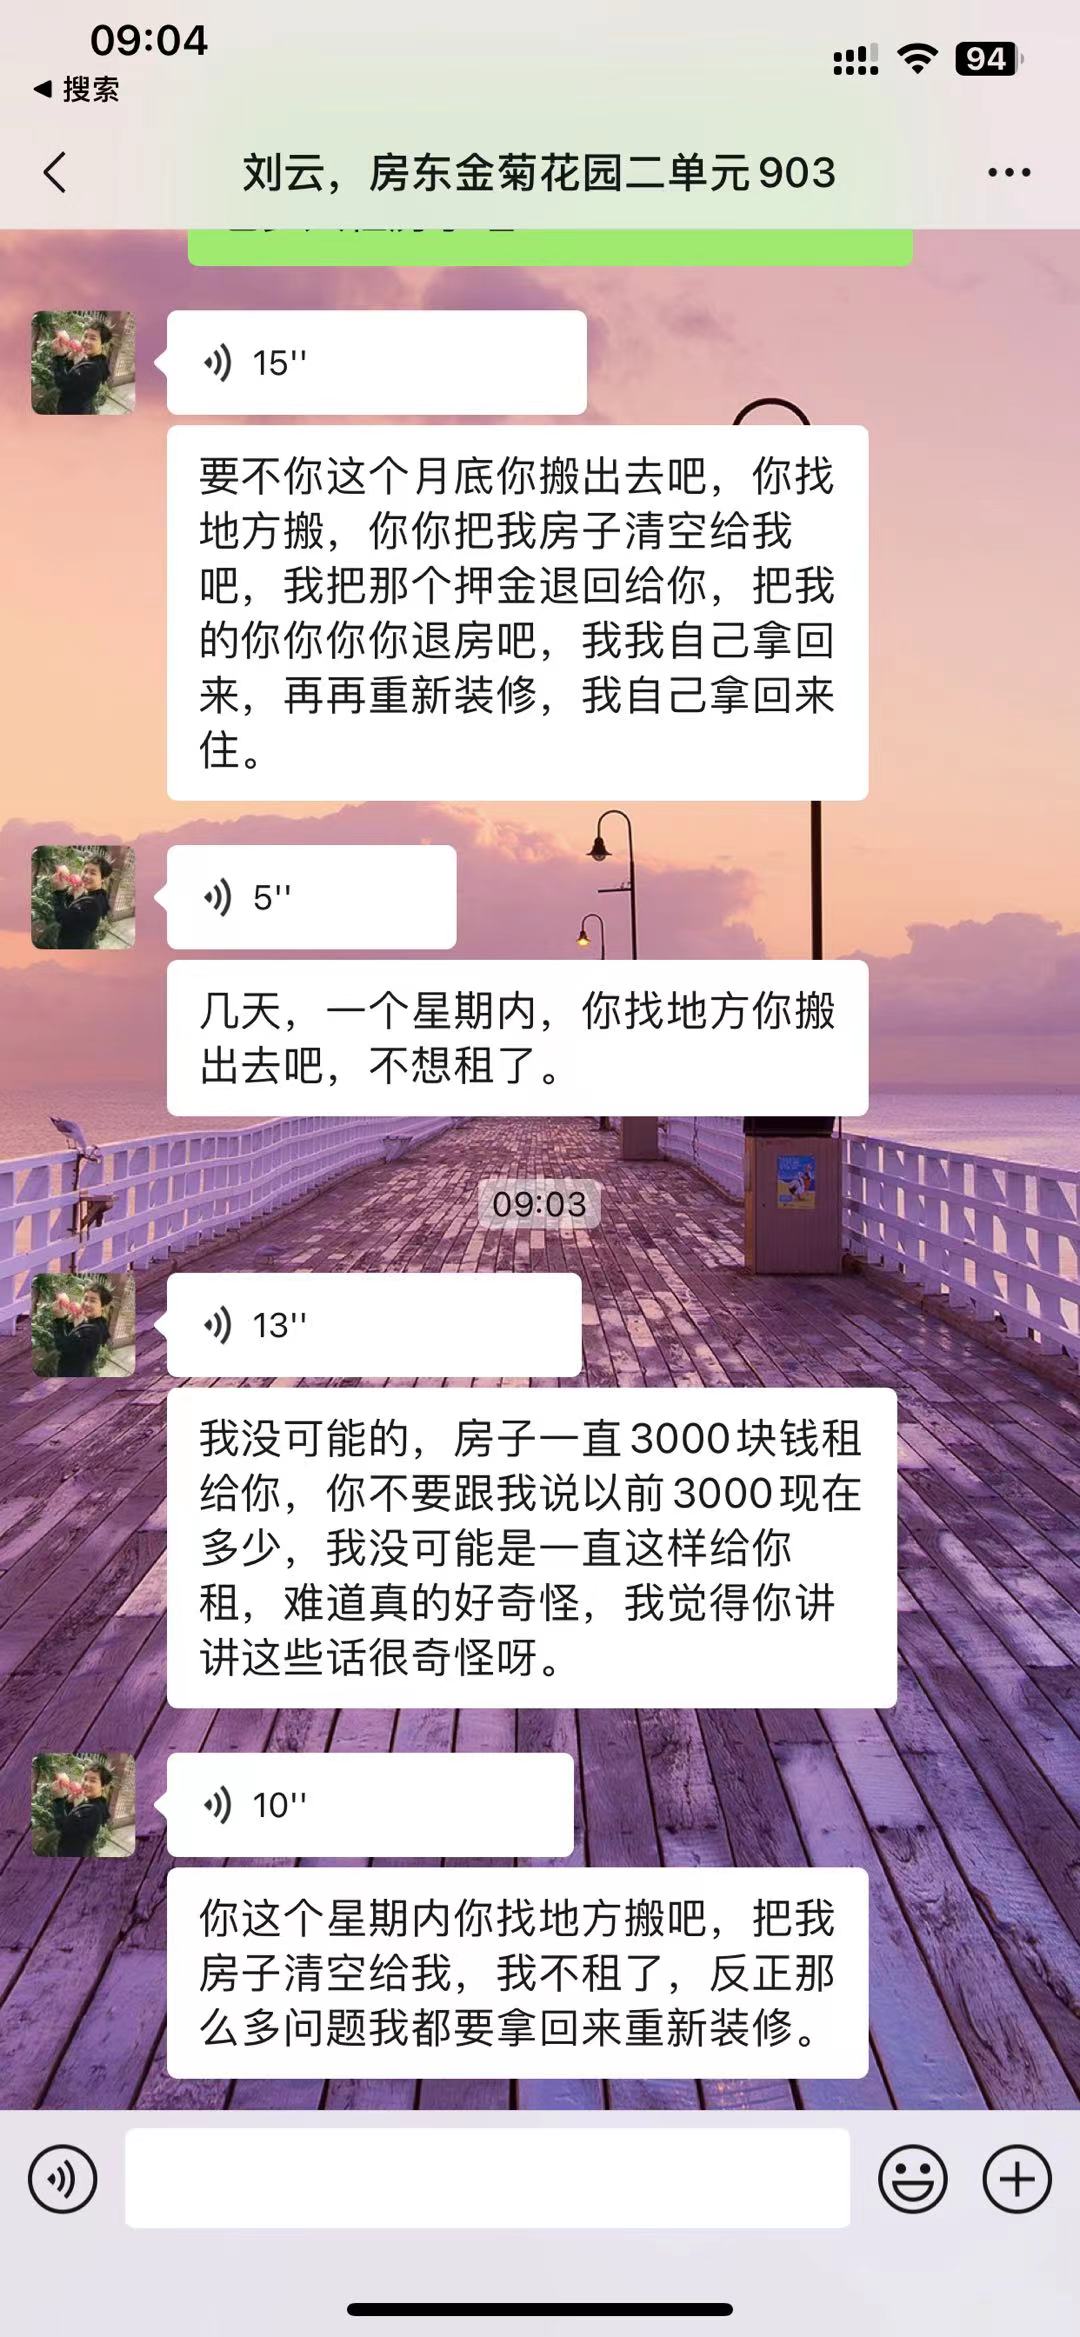 09:04
94
搜索
刘云，房东金菊花园二单元903
15''
要不你这个月底你搬出去吧，你找
地方搬，你你把我房子清空给我
吧，我把那个押金退回给你，把我
的你你你你退房吧，我我自己拿回
来，再再重新装修，我自己拿回来
住。
5''
几天，一个星期内，你找地方你搬
出去吧，不想租了。
09:03
13''
我没可能的，房子一直3000块钱租
给你，你不要跟我说以前3000现在
多少，我没可能是一直这样给你
租，难道真的好奇怪，我觉得你讲
讲这些话很奇怪呀。
10''
你这个星期内你找地方搬吧，把我
房子清空给我，我不租了，反正那
么多问题我都要拿回来重新装修。